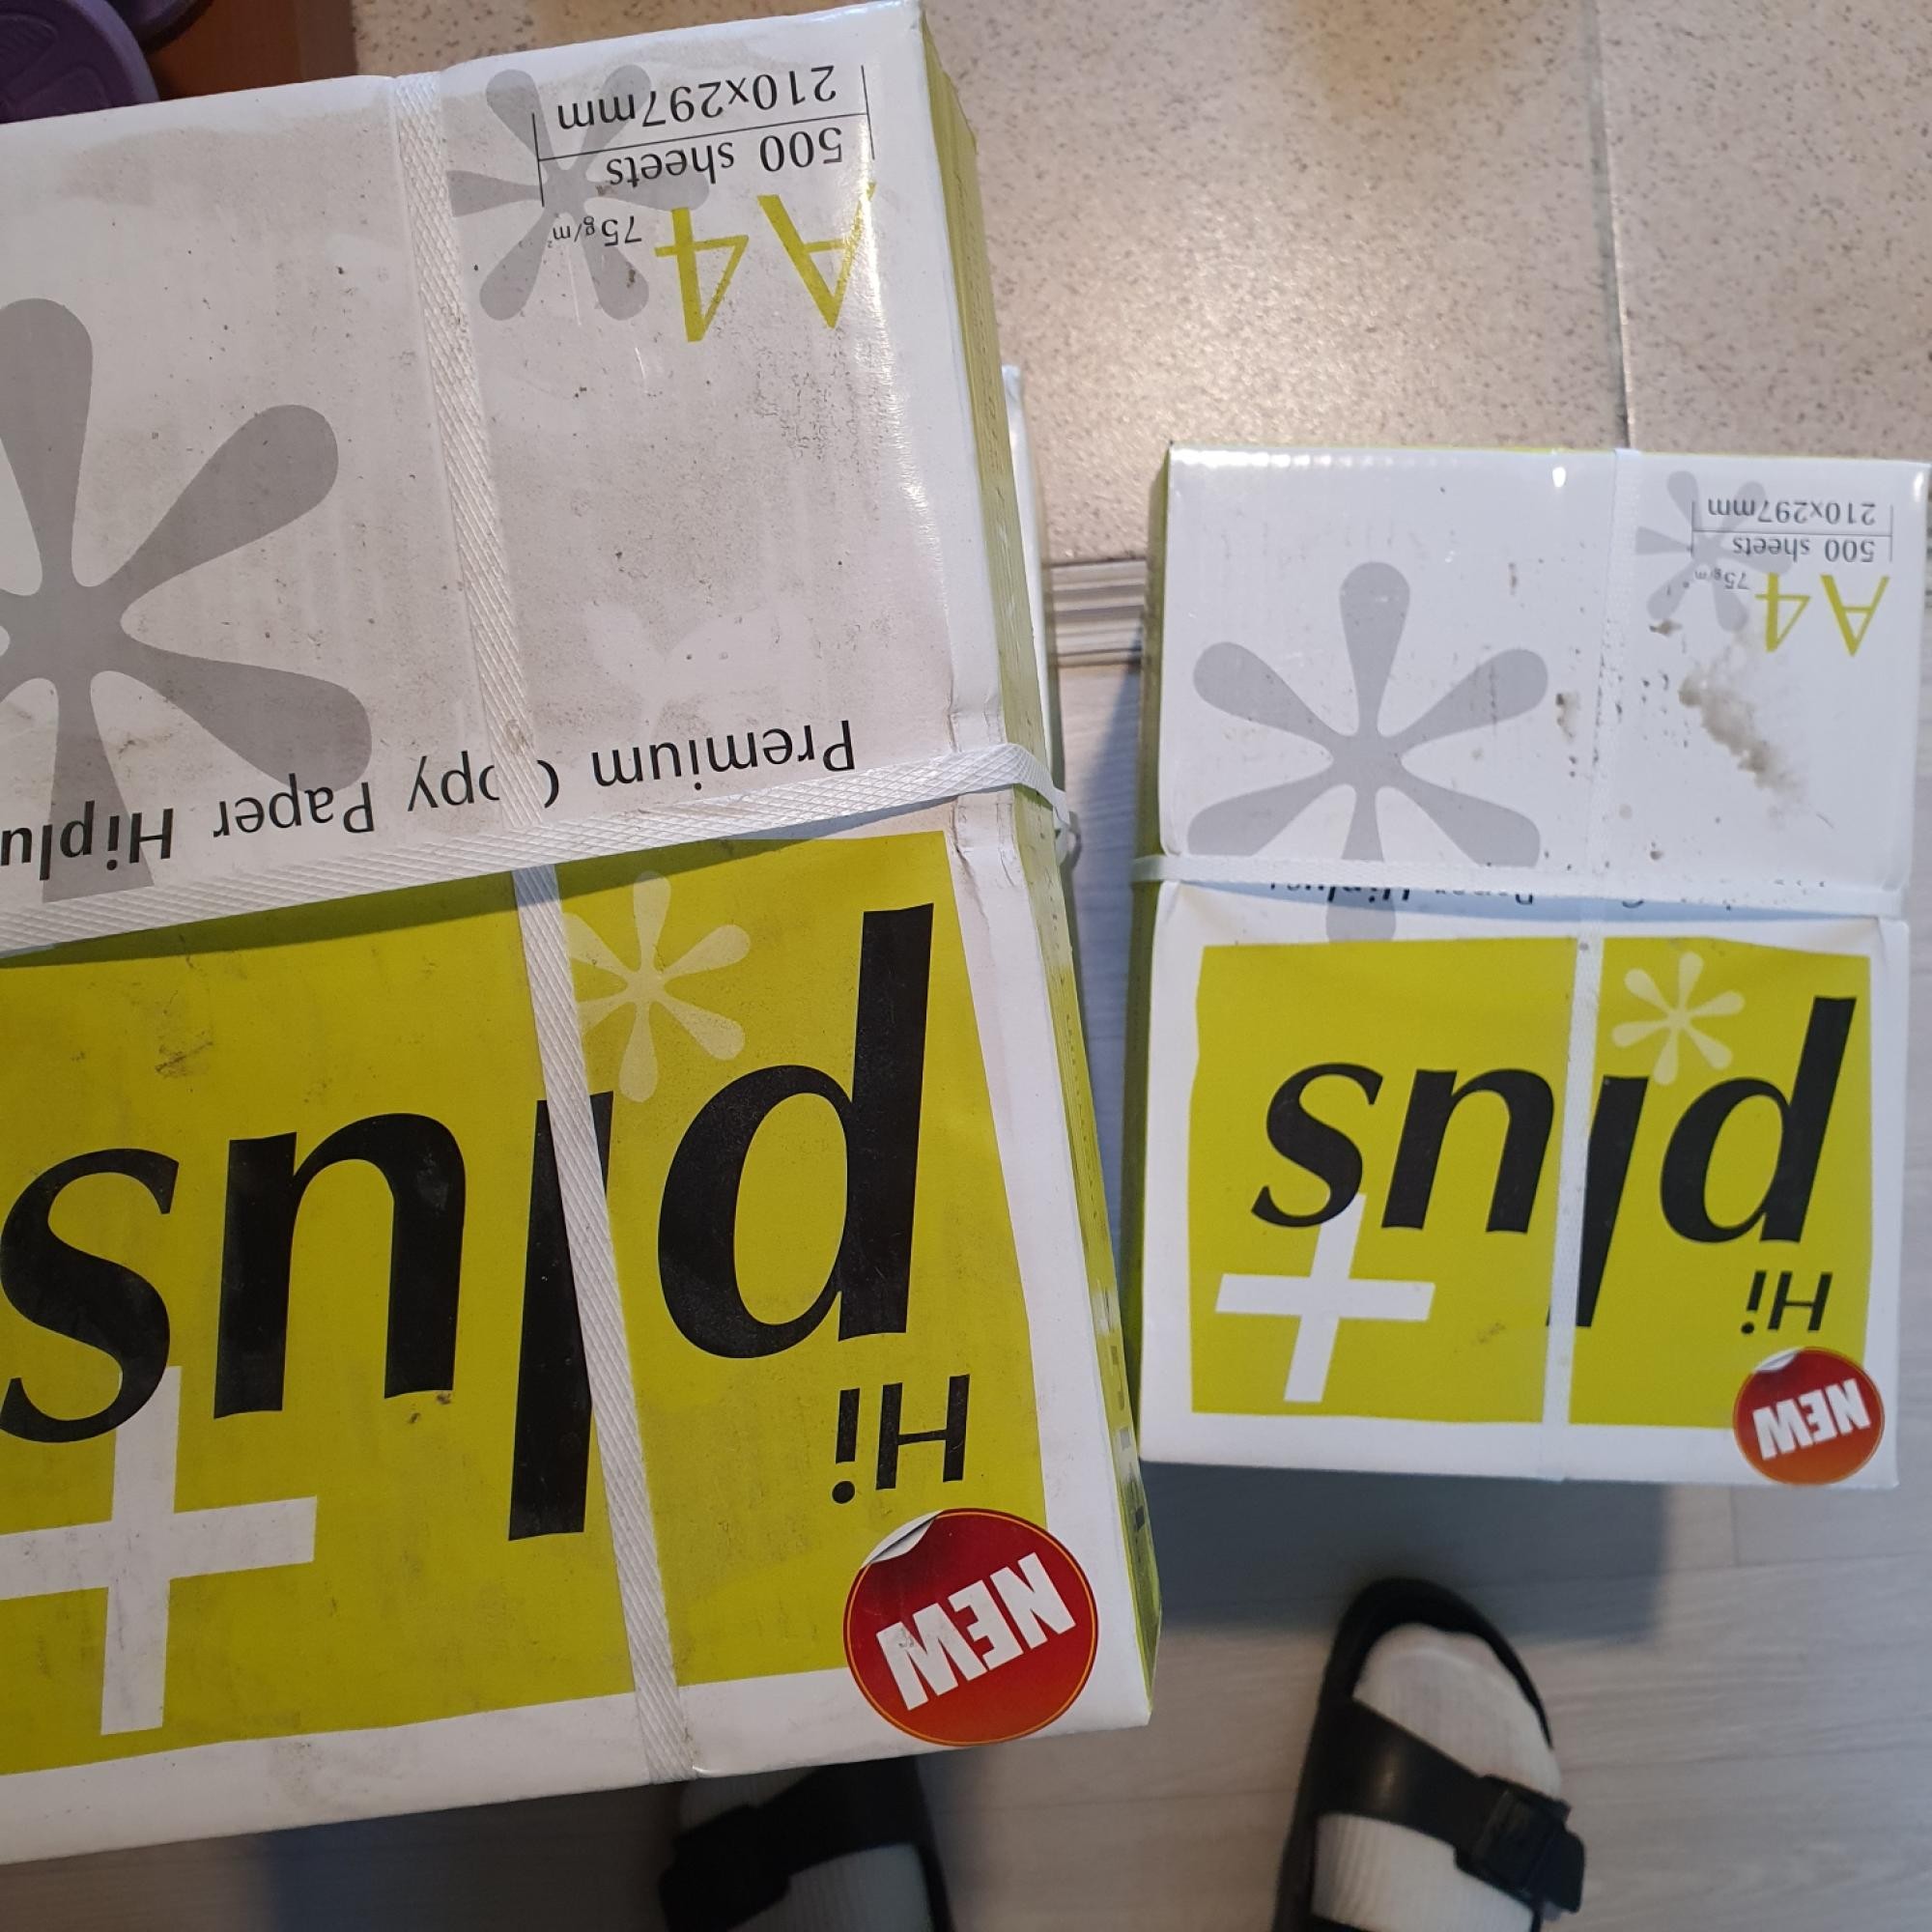 NEW
Hi
plus
Premium Copy Paper Hiplu
A4 75g/m²
500 sheets
210x297mm
NEW
Hi
plus
A4 75g/m²
500 sheets
210x297mm